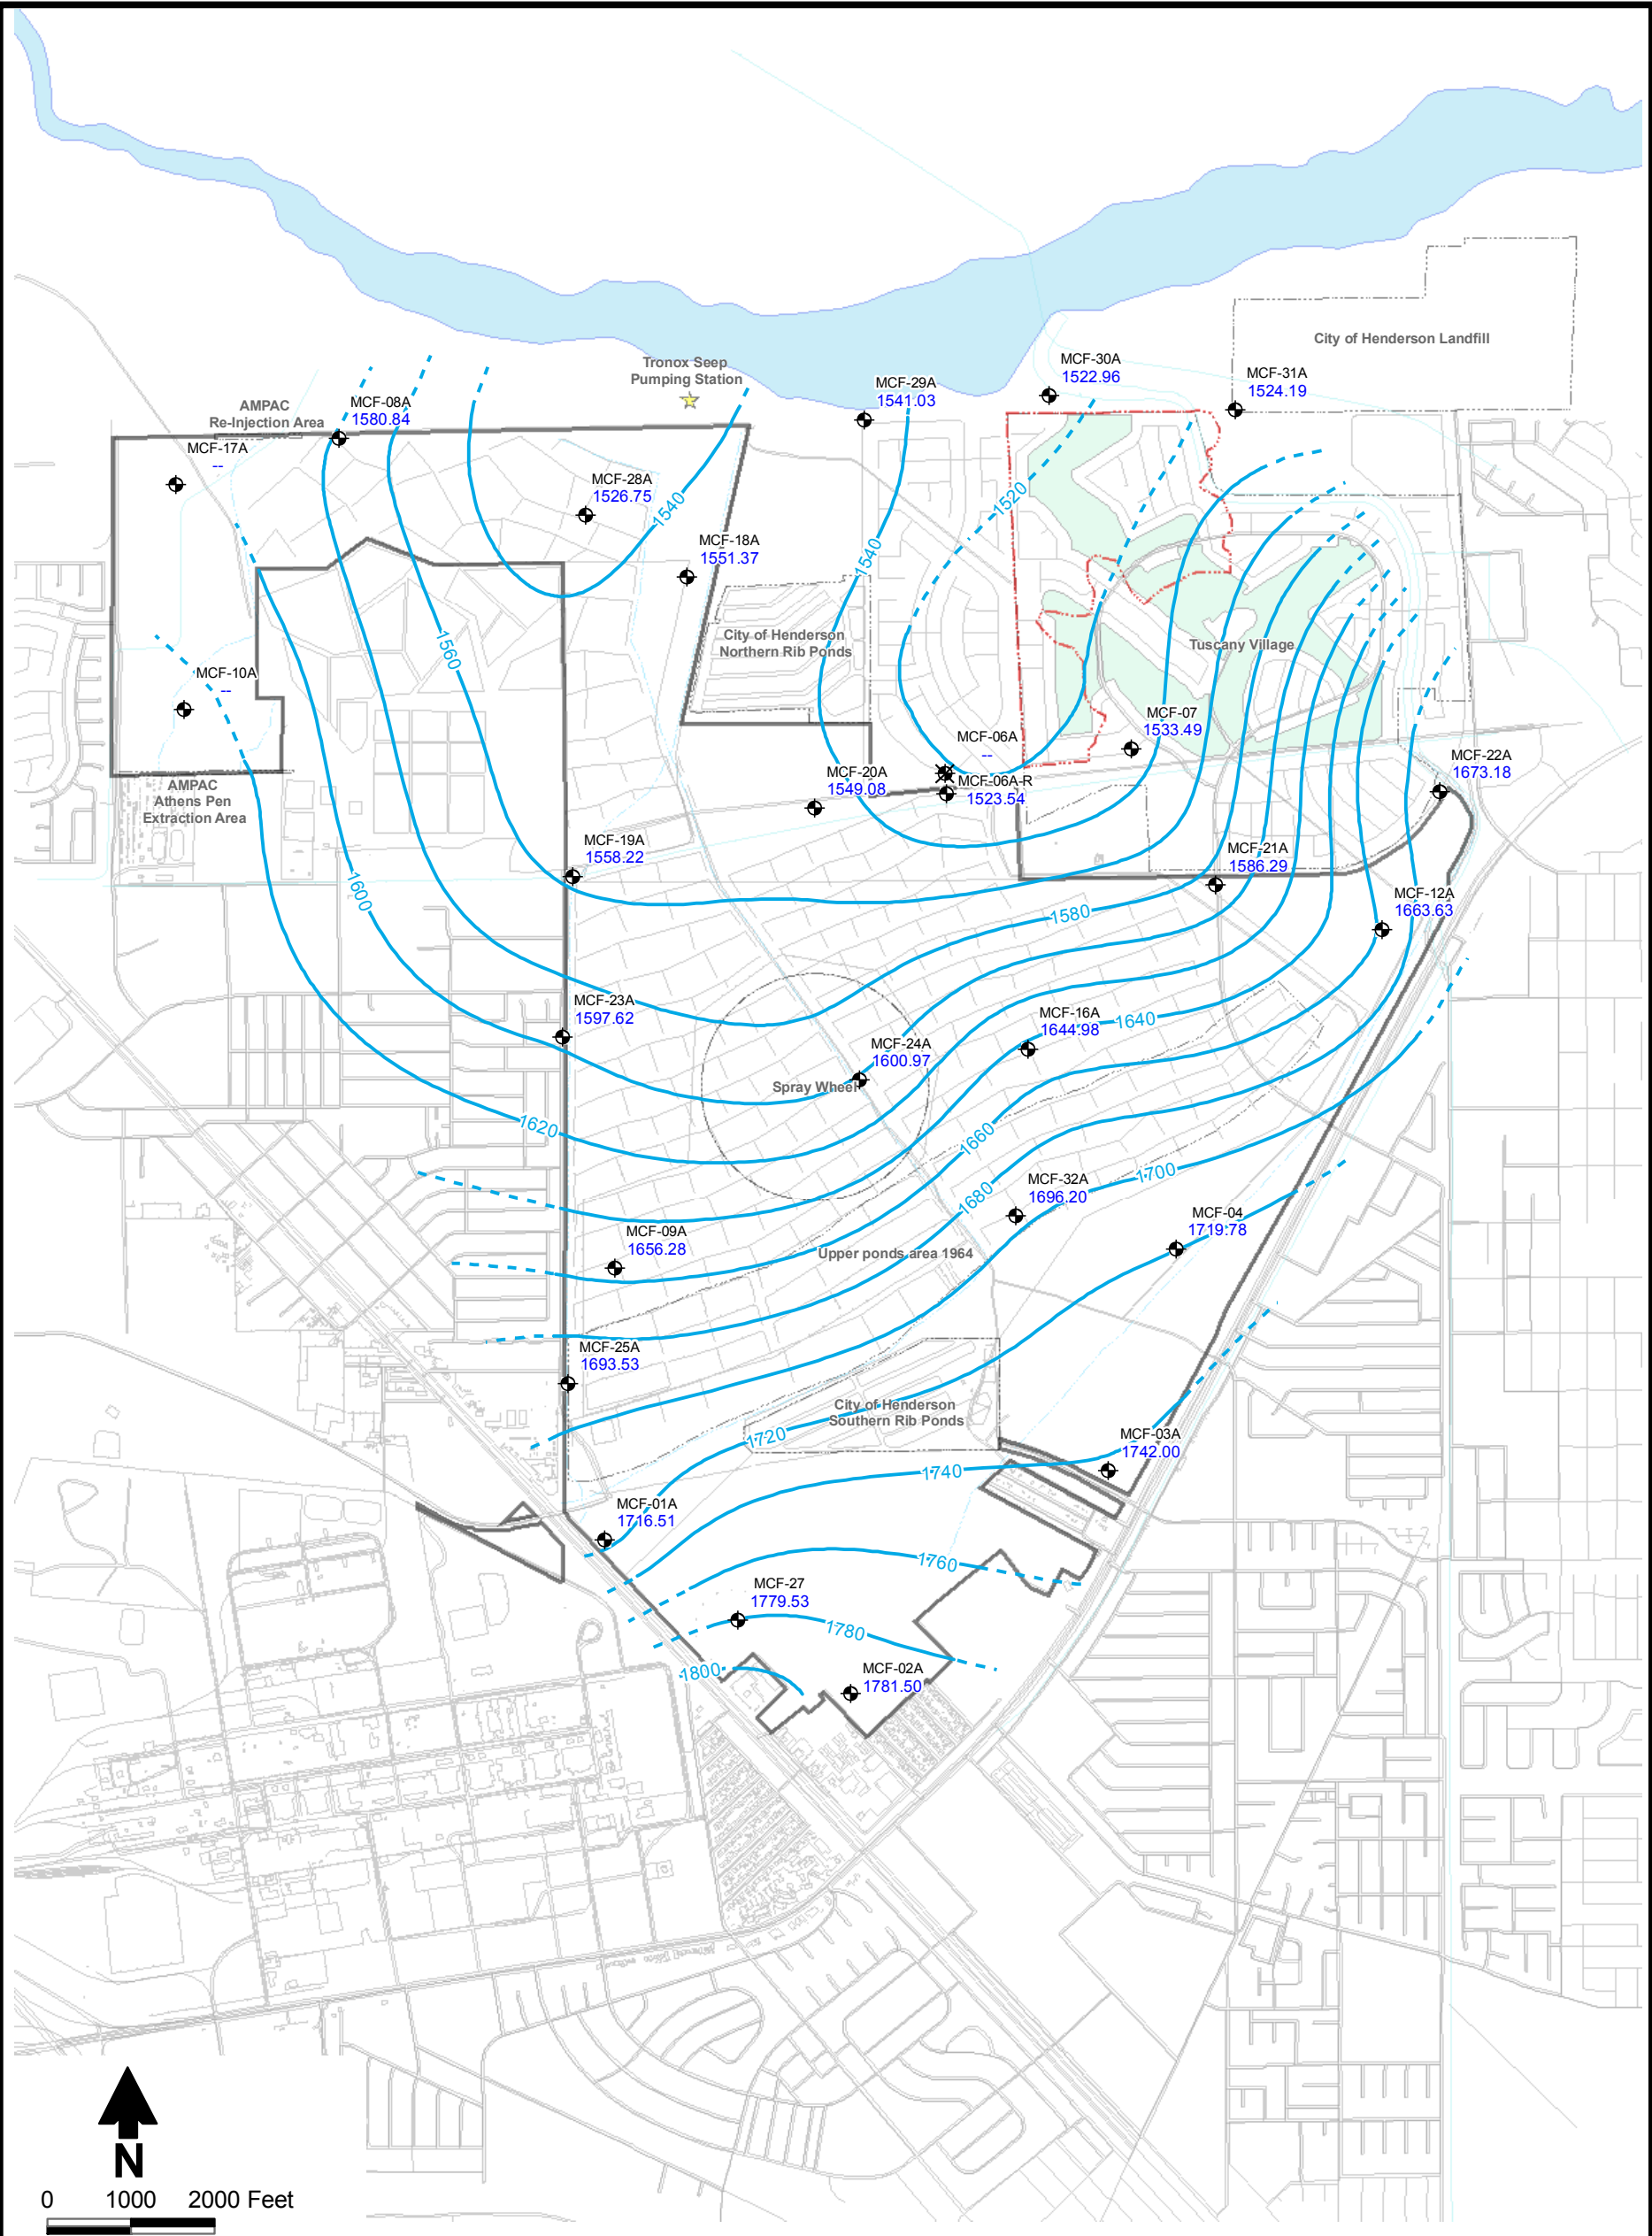 City of Henderson Landfill
Tronox Seep
Pumping Station
MCF-30A
1522.96
MCF-31A
1524.19
MCF-29A
1541.03
AMPAC
Re-Injection Area
MCF-08A
1580.84
MCF-17A
--
MCF-28A
1526.75
1540
1520
MCF-18A
1551.37
1540
1560
City of Henderson
Northern Rib Ponds
Tuscany Village
MCF-10A
--
MCF-07
1533.49
MCF-06A
--
MCF-22A
1673.18
AMPAC
Athens Pen
Extraction Area
MCF-20A
1549.08
MCF-06A-R
1523.54
MCF-19A
1558.22
MCF-21A
1586.29
1600
MCF-12A
1663.63
1580
MCF-23A
1597.62
MCF-16A
1644.98
1640
MCF-24A
1600.97
Spray Wheel
1620
1660
MCF-32A
1696.20
1700
1680
MCF-04
1719.78
MCF-09A
1656.28
Upper ponds area 1964
MCF-25A
1693.53
City of Henderson
Southern Rib Ponds
1720
MCF-03A
1742.00
1740
MCF-01A
1716.51
1760
MCF-27
1779.53
1780
1800
MCF-02A
1781.50
N
0 1000 2000 Feet